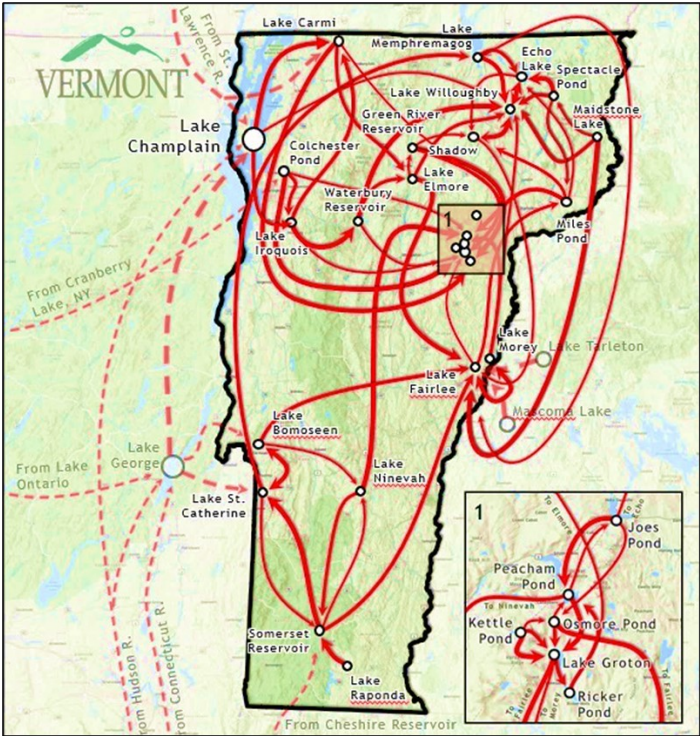 Lake Carmi
Lake
Memphremagog
From St.
Lawrence R.
VERMONT
Echo
Lake
Spectacle
Pond
Lake Willoughby
Green River
Reservoir
Maidstone
Lake
Lake
Champlain
Colchester
Pond
Shadow
Lake
Elmore
Waterbury
Reservoir
1
Miles
Pond
Lake
Iroquois
From Cranberry
Lake, NY
Lake
Morey
Lake Tarleton
Lake
Fairlee
Mascoma Lake
Lake
Bomoseen
Lake
George
From Lake
Ontario
Lake
Ninevah
Lake St.
Catherine
1
To Elmore
To Echo
Joes
Pond
Peacham
Pond
To Ninevah
Kettle
Pond
Osmore Pond
Lake Groton
Ricker
Pond
To
Fairlee
To
Morey
To Fairlee
Somerset
Reservoir
Lake
Raponda
From Hudson R.
From Connecticut R.
From Cheshire Reservoir